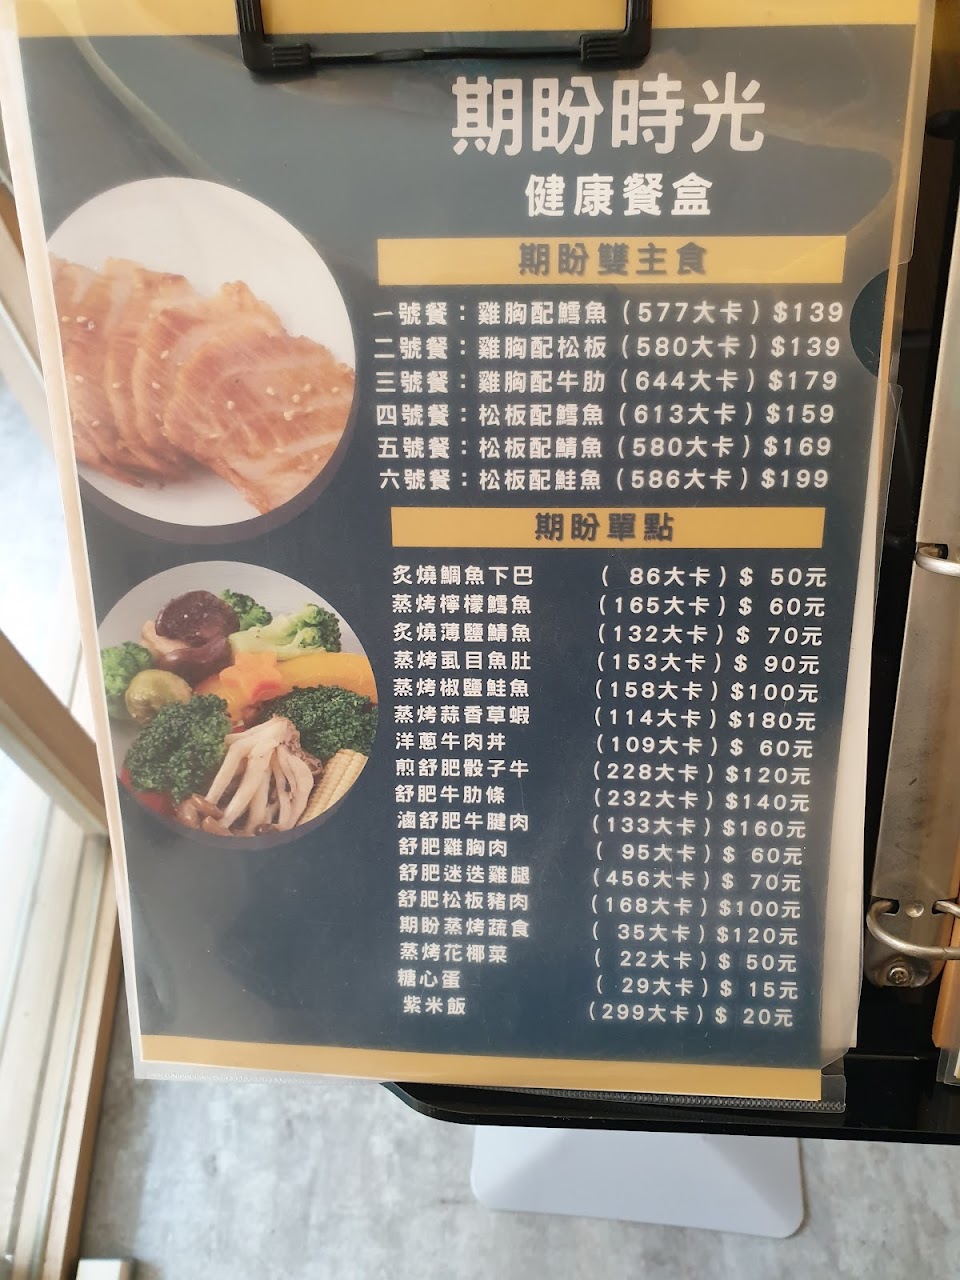 期盼時光
健康餐盒
期盼雙主食
一號餐：雞胸配鱈魚（577大卡）$139
二號餐：雞胸配松板（580大卡）$139
三號餐：雞胸配牛肋（644大卡）$179
四號餐：松板配鱈魚（613大卡）$159
五號餐：松板配鯖魚（580大卡）$169
六號餐：松板配鮭魚（586大卡）$199
期盼單點
炙燒鯛魚下巴 （ 86大卡）$ 50元
蒸烤檸檬鱈魚 （165大卡）$ 60元
炙燒薄鹽鯖魚 （132大卡）$ 70元
蒸烤虱目魚肚 （153大卡）$ 90元
蒸烤椒鹽鮭魚 （158大卡）$100元
蒸烤蒜香草蝦 （114大卡）$180元
洋蔥牛肉丼 （109大卡）$ 60元
煎舒肥骰子牛 （228大卡）$120元
舒肥牛肋條 （232大卡）$140元
滷舒肥牛腱肉 （133大卡）$160元
舒肥雞胸肉 （ 95大卡）$ 60元
舒肥迷迭雞腿 （456大卡）$ 70元
舒肥松板豬肉 （168大卡）$100元
期盼蒸烤蔬食 （ 35大卡）$120元
蒸烤花椰菜 （ 22大卡）$ 50元
糖心蛋 （ 29大卡）$ 15元
紫米飯 （299大卡）$ 20元